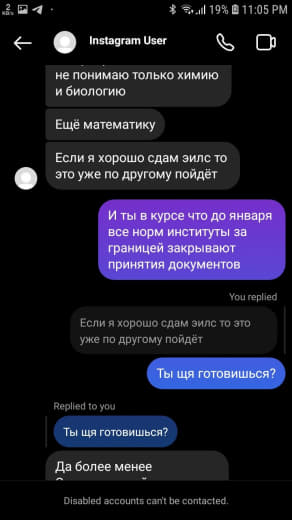 2
KB/s
19% 11:05 PM
Instagram User
не понимаю только химию
и биологию
Ещё математику
Если я хорошо сдам эилс то
это уже по другому пойдёт
И ты в курсе что до января
все норм институты за
границей закрывают
принятия документов
You replied
Если я хорошо сдам эилс то это
уже по другому пойдёт
Ты щя готовишься?
Replied to you
Ты щя готовишься?
Да более менее
Disabled accounts can't be contacted.